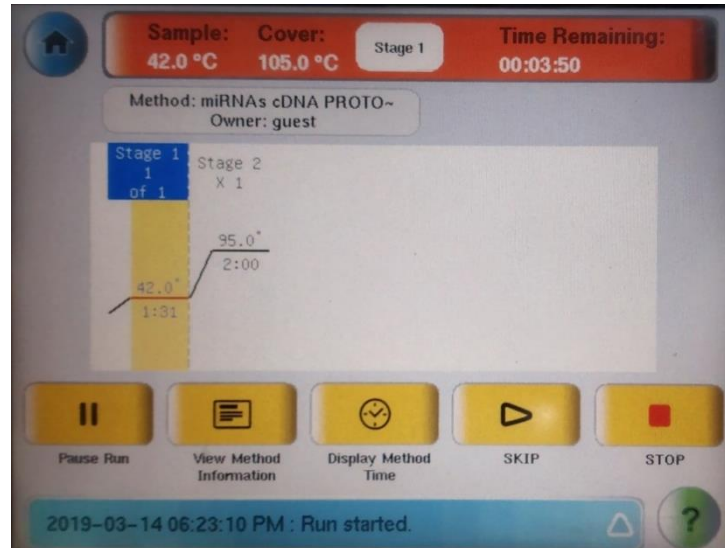 Sample: Cover: Stage 1 Time Remaining:
42.0 °C 105.0 °C 00:03:50
Method: miRNAs cDNA PROTO~
Owner: guest
Stage 1 Stage 2
1 X 1
of 1
95.0°
2:00
42.0°
1:31
Pause Run
View Method
Information
Display Method
Time
SKIP
STOP
2019-03-14 06:23:10 PM : Run started.
?